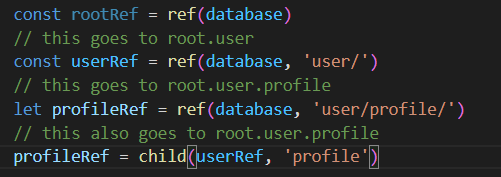 const rootRef = ref(database)
// this goes to root.user
const userRef = ref(database, 'user/')
// this goes to root.user.profile
let profileRef = ref(database, 'user/profile/')
// this also goes to root.user.profile
profileRef = child(userRef, 'profile')